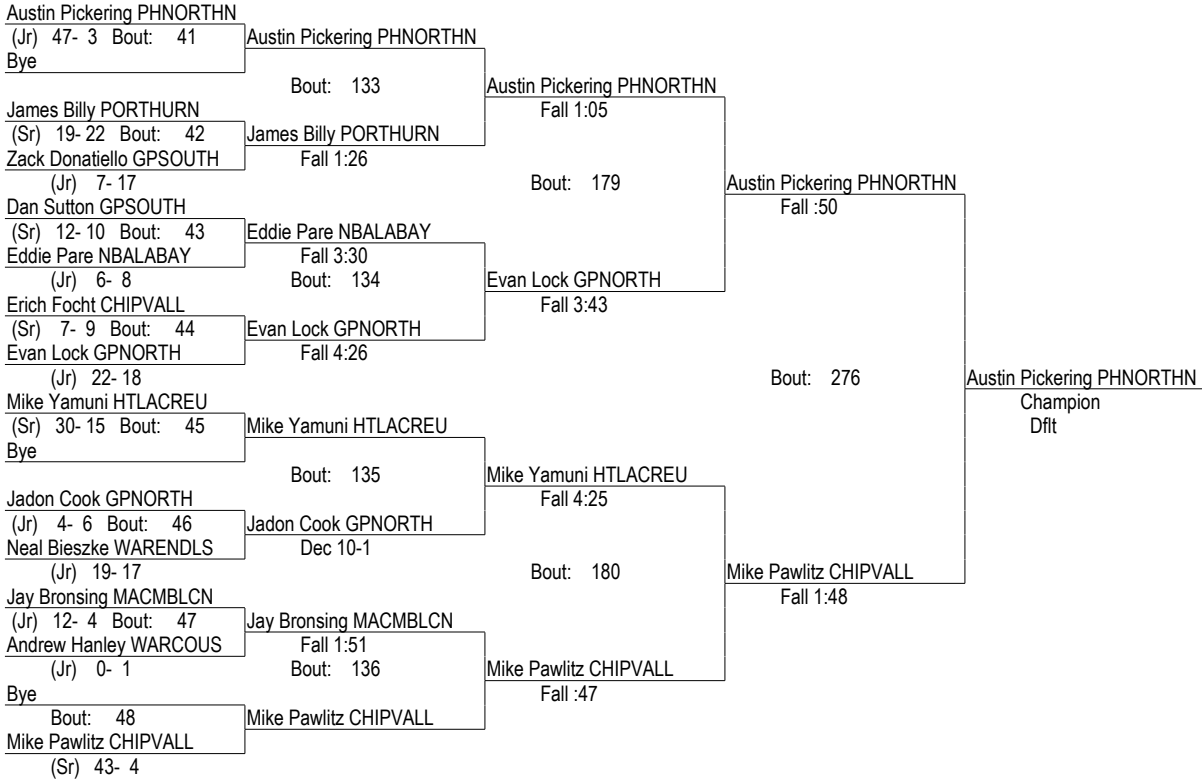 Austin Pickering PHNORTHN
(Jr) 47- 3 Bout: 41 Austin Pickering PHNORTHN
Bye
Bout: 133 Austin Pickering PHNORTHN
James Billy PORTHURN Fall 1:05
(Sr) 19- 22 Bout: 42 James Billy PORTHURN
Zack Donatiello GPSOUTH Fall 1:26
(Jr) 7- 17 Bout: 179 Austin Pickering PHNORTHN
Dan Sutton GPSOUTH Fall :50
(Sr) 12- 10 Bout: 43 Eddie Pare NBALABAY
Eddie Pare NBALABAY Fall 3:30
(Jr) 6- 8 Bout: 134 Evan Lock GPNORTH
Erich Focht CHIPVALL Fall 3:43
(Sr) 7- 9 Bout: 44 Evan Lock GPNORTH
Evan Lock GPNORTH Fall 4:26
(Jr) 22- 18 Bout: 276 Austin Pickering PHNORTHN
Mike Yamuni HTLACREU Champion
(Sr) 30- 15 Bout: 45 Mike Yamuni HTLACREU Dflt
Bye
Bout: 135 Mike Yamuni HTLACREU
Jadon Cook GPNORTH Fall 4:25
(Jr) 4- 6 Bout: 46 Jadon Cook GPNORTH
Neal Bieszke WARENDLS Dec 10-1
(Jr) 19- 17 Bout: 180 Mike Pawlitz CHIPVALL
Jay Bronsing MACMBLCN Fall 1:48
(Jr) 12- 4 Bout: 47 Jay Bronsing MACMBLCN
Andrew Hanley WARCOUS Fall 1:51
(Jr) 0- 1 Bout: 136 Mike Pawlitz CHIPVALL
Bye Fall :47
Bout: 48 Mike Pawlitz CHIPVALL
Mike Pawlitz CHIPVALL
(Sr) 43- 4